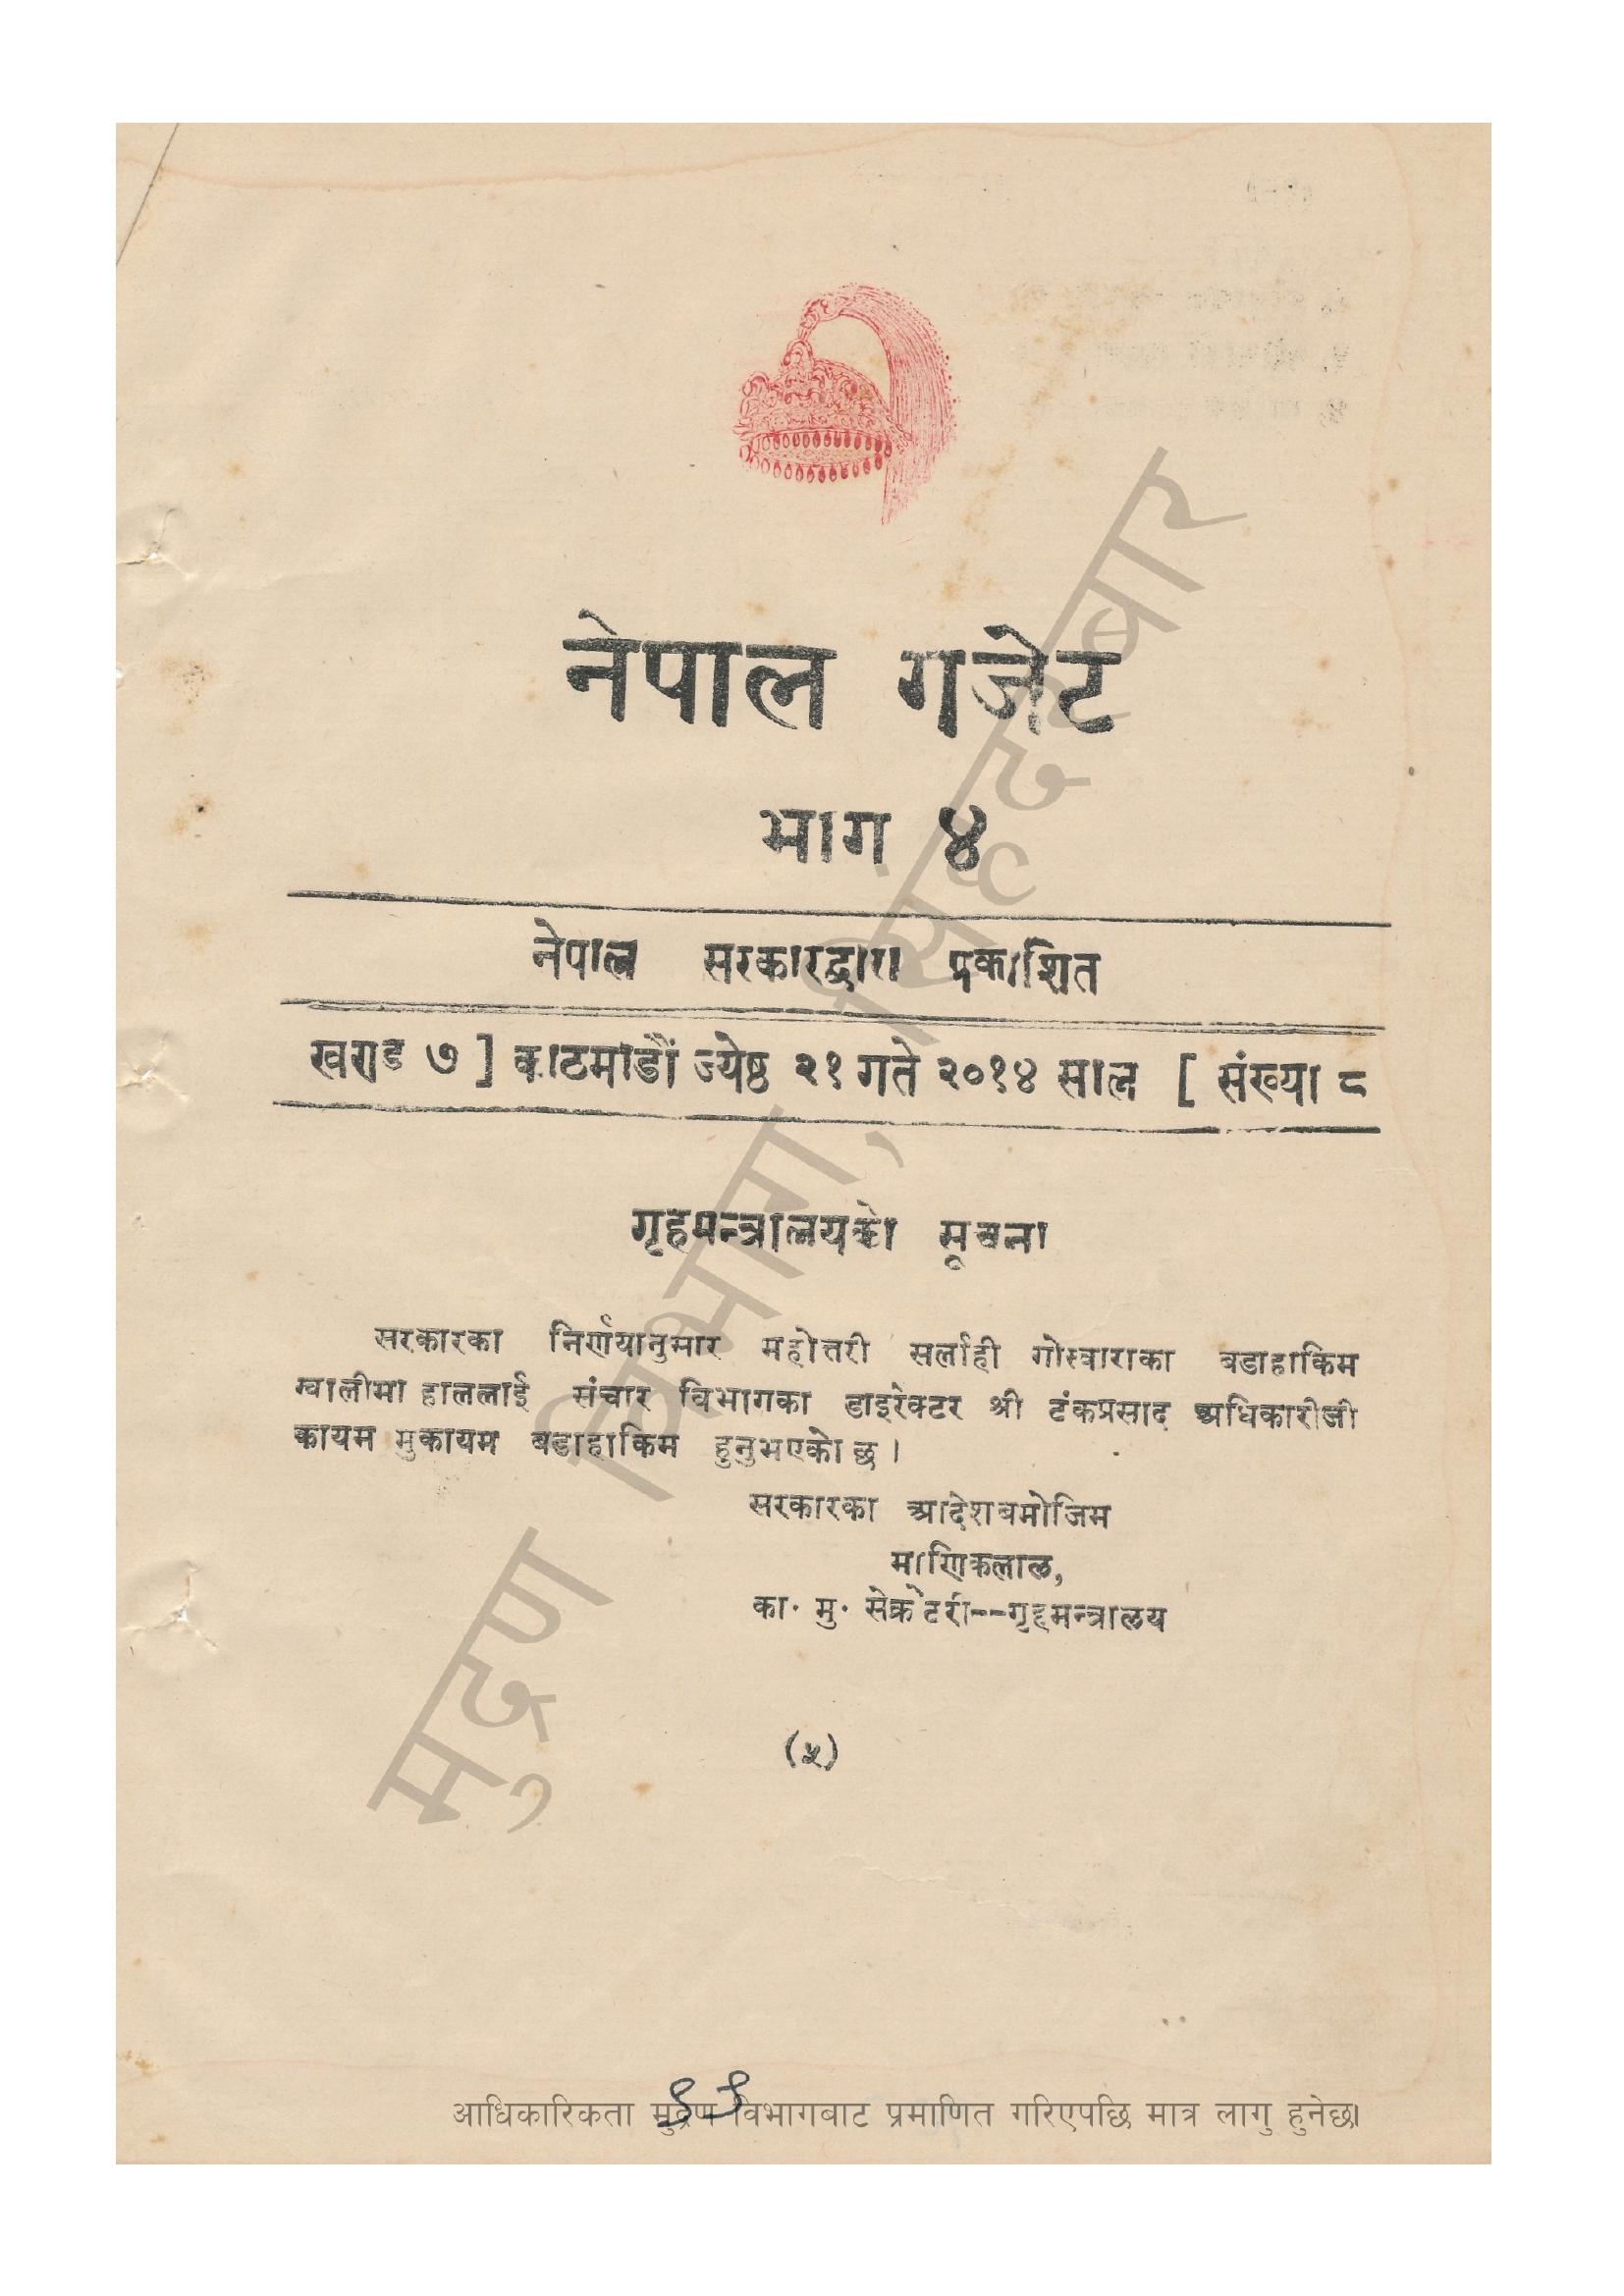 नेपाल गजेट
भाग ४
नेपाल सरकारद्वारा प्रकाशित
खण्ड ७ ] काठमाडौं ज्येष्ठ २१ गते २०१४ साल [ संख्या ८
गृहमन्त्रालयको सूचना
सरकारका निर्णयानुसार महोत्तरी सर्लाही गोस्वाराका बडाहाकिम
खालीमा हाललाई संचार विभागका डाइरेक्टर श्री टंकप्रसाद अधिकारीजी
कायम मुकायम बडाहाकिम हुनुभएको छ ।
सरकारका आदेशबमोजिम
माणिकलाल,
का. मु. सेक्रेटरी--गृहमन्त्रालय
(५)
मुद्रण विभाग, सिंहदरबार
आधिकारिकता मुद्रण विभागबाट प्रमाणित गरिएपछि मात्र लागु हुनेछ।